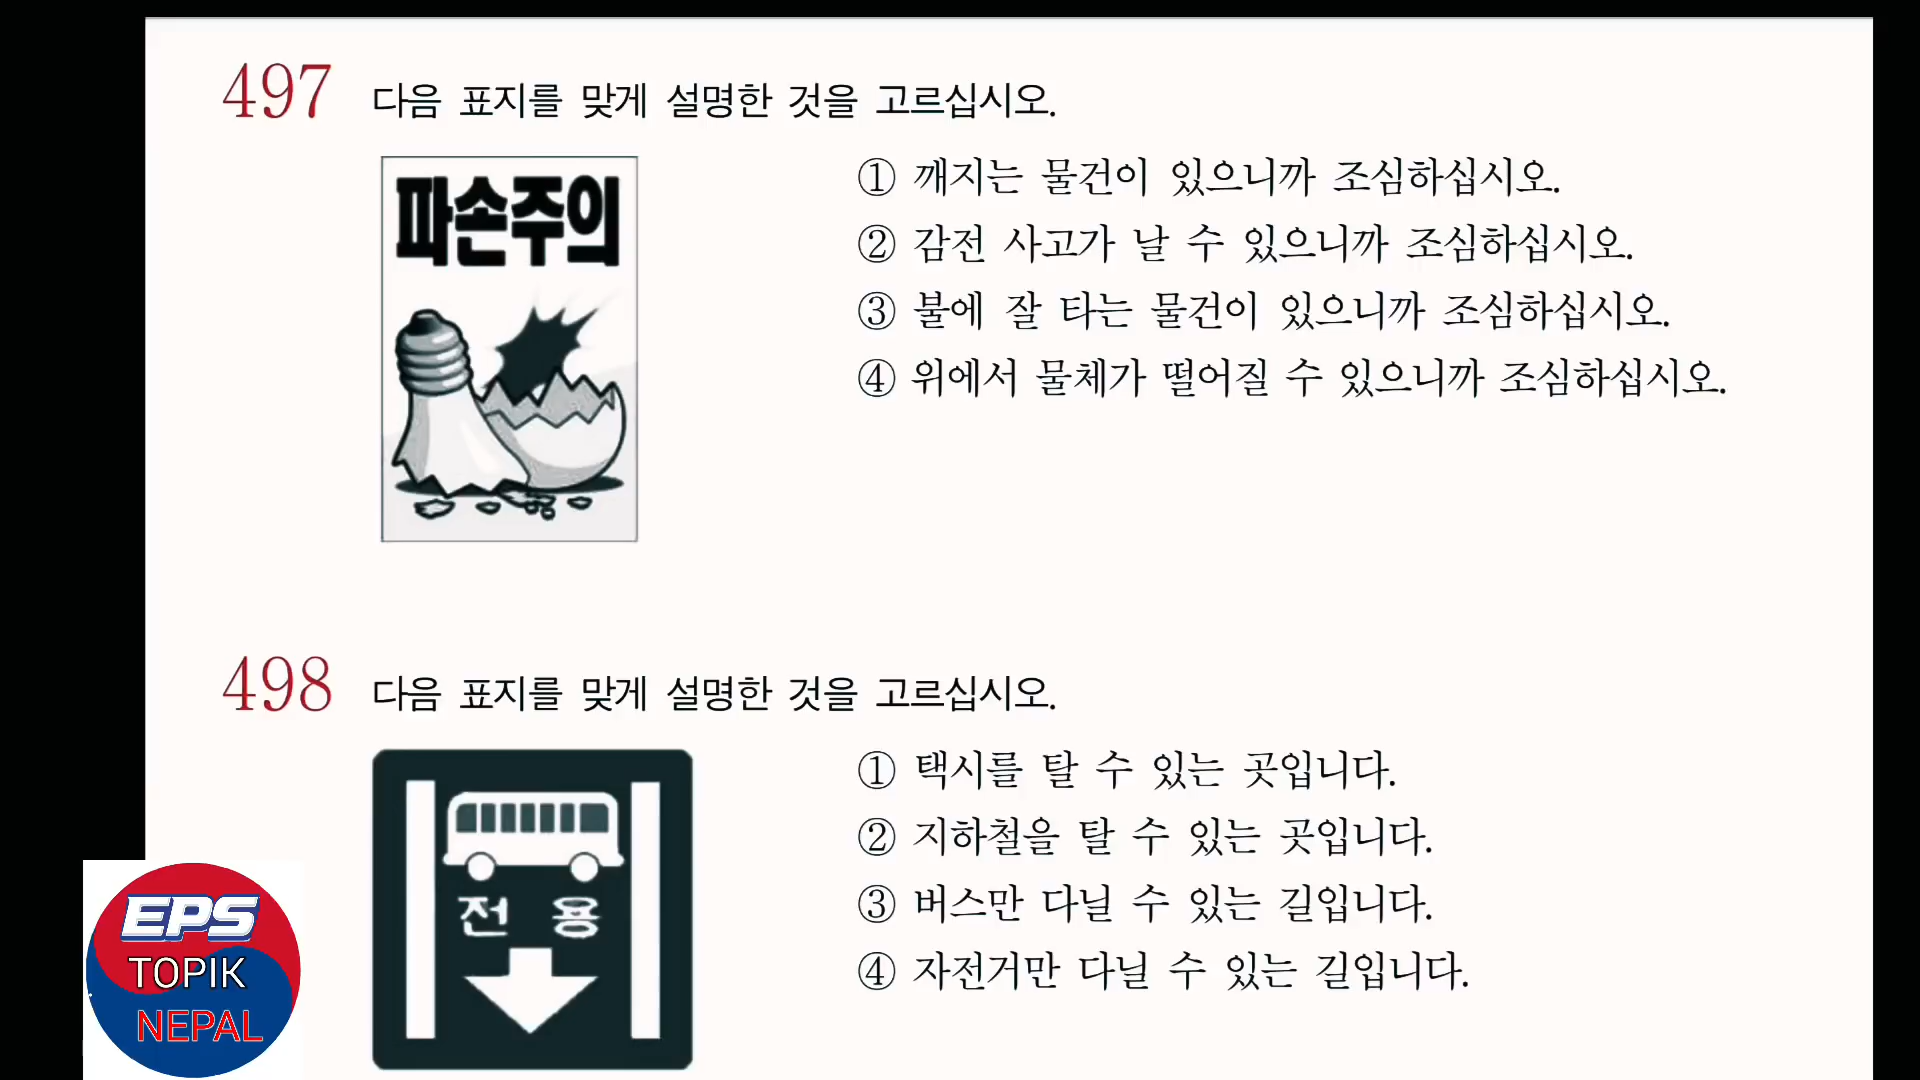 497 다음 표지를 맞게 설명한 것을 고르십시오.
파손주의
① 깨지는 물건이 있으니까 조심하십시오.
② 감전 사고가 날 수 있으니까 조심하십시오.
③ 불에 잘 타는 물건이 있으니까 조심하십시오.
④ 위에서 물체가 떨어질 수 있으니까 조심하십시오.
498 다음 표지를 맞게 설명한 것을 고르십시오.
전 용
① 택시를 탈 수 있는 곳입니다.
② 지하철을 탈 수 있는 곳입니다.
③ 버스만 다닐 수 있는 길입니다.
④ 자전거만 다닐 수 있는 길입니다.
EPS
TOPIK
NEPAL